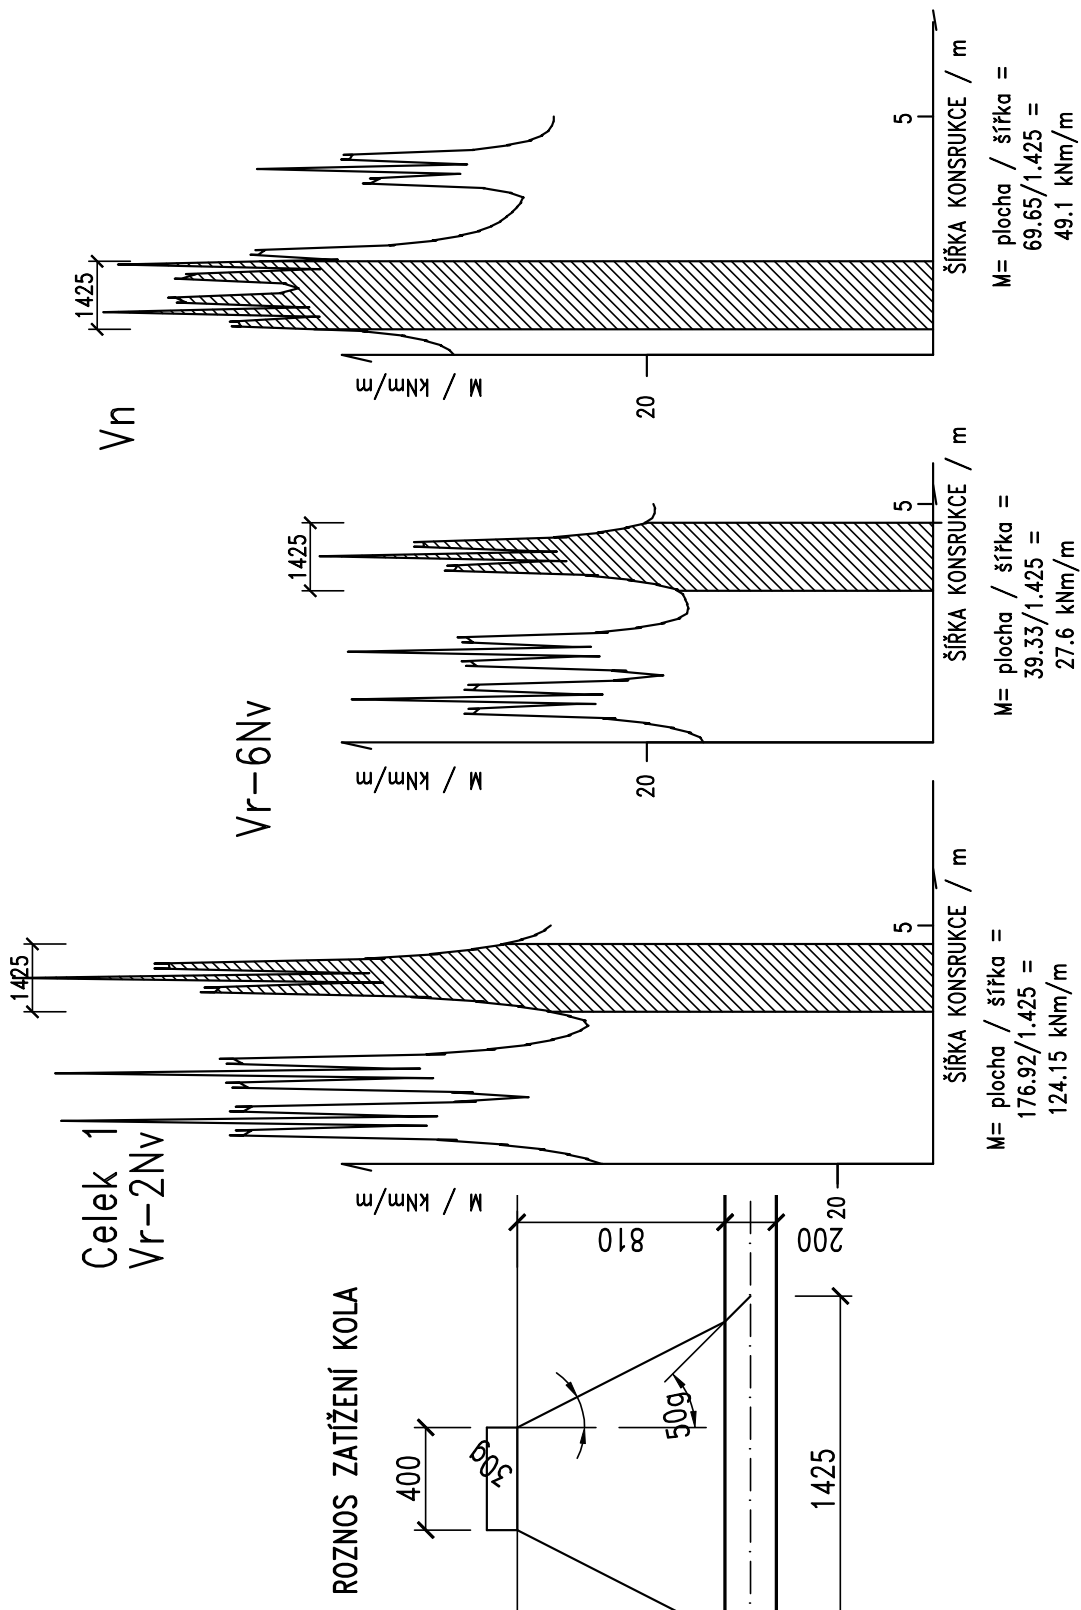 Celek 1
Vr-2Nv
1425
M / kNm/m
20
5
ŠÍŘKA KONSRUKCE / m
M= plocha / šířka =
176.92/1.425 =
124.15 kNm/m
Vr-6Nv
1425
M / kNm/m
20
5
ŠÍŘKA KONSRUKCE / m
M= plocha / šířka =
39.33/1.425 =
27.6 kNm/m
Vn
1425
M / kNm/m
20
5
ŠÍŘKA KONSRUKCE / m
M= plocha / šířka =
69.65/1.425 =
49.1 kNm/m
ROZNOS ZATÍŽENÍ KOLA
400
30g
50g
810
200
1425